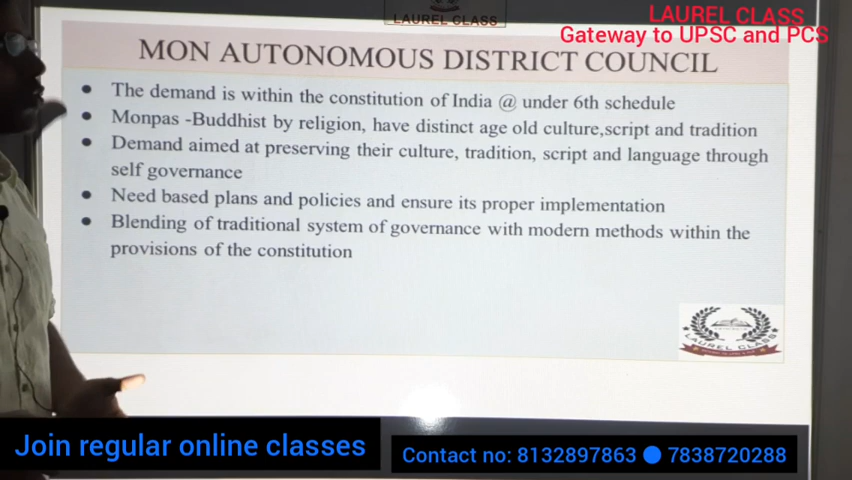 LAUREL CLASS
LAUREL CLASS
Gateway to UPSC and PCS
MON AUTONOMOUS DISTRICT COUNCIL
The demand is within the constitution of India @ under 6th schedule
Monpas -Buddhist by religion, have distinct age old culture,script and tradition
Demand aimed at preserving their culture, tradition, script and language through
self governance
Need based plans and policies and ensure its proper implementation
Blending of traditional system of governance with modern methods within the
provisions of the constitution
LAUREL CLASS
Join regular online classes
Contact no: 8132897863 ● 7838720288